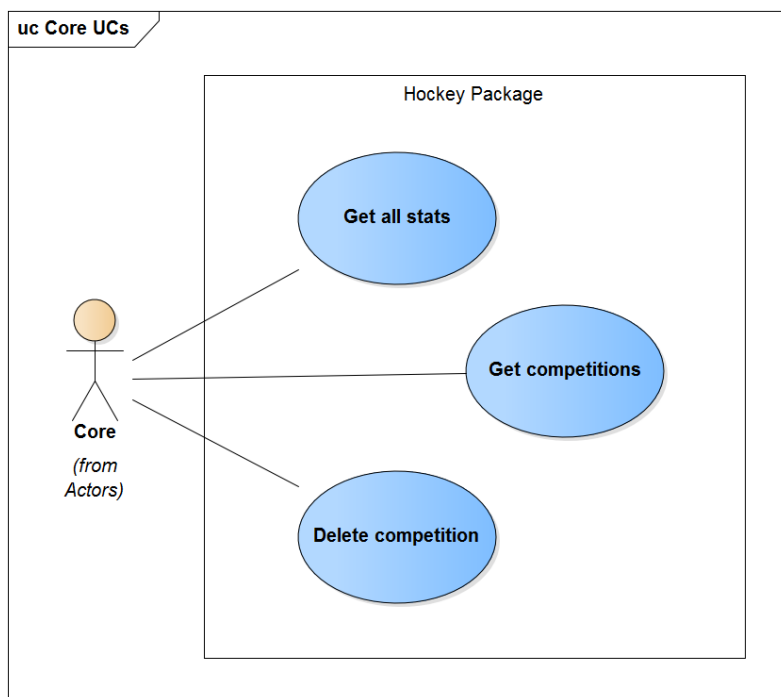 uc Core UCs
Hockey Package
Get all stats
Get competitions
Core
(from
Actors)
Delete competition